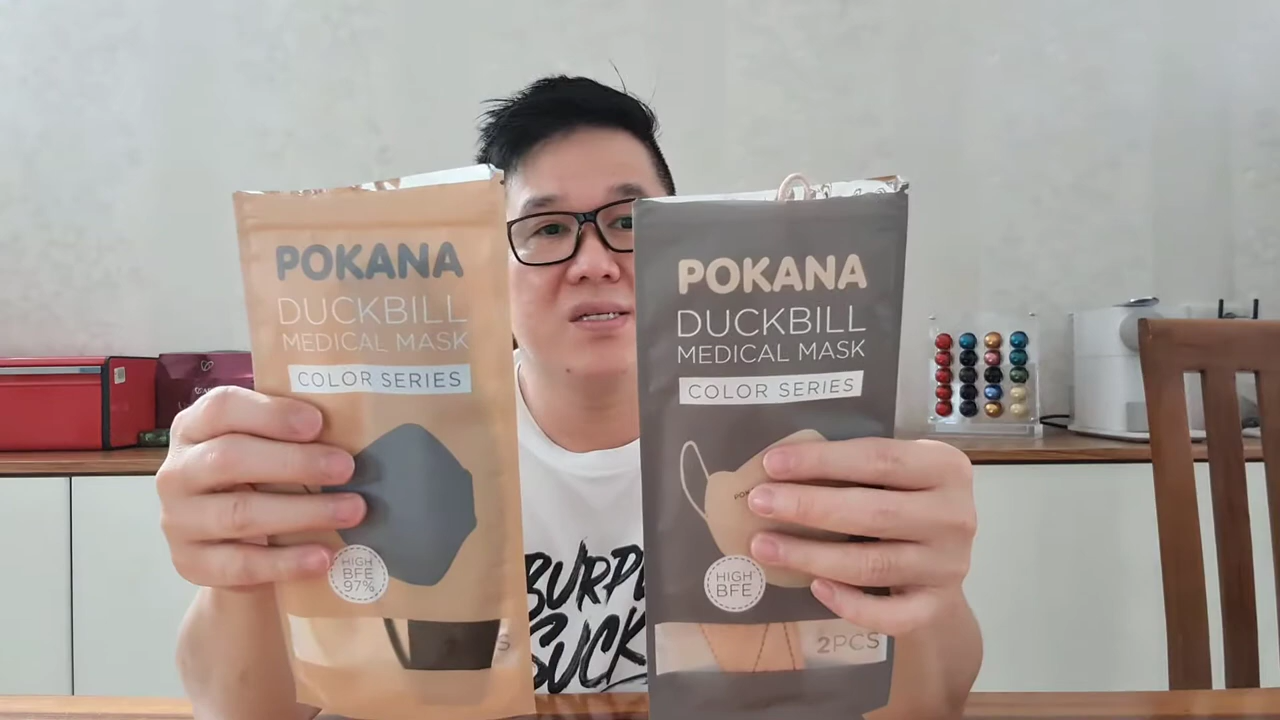 POKANA
DUCKBILL
MEDICAL MASK
COLOR SERIES
HIGH
BFE
97%
POKANA
DUCKBILL
MEDICAL MASK
COLOR SERIES
HIGH
BFE
2PCS
SUCK